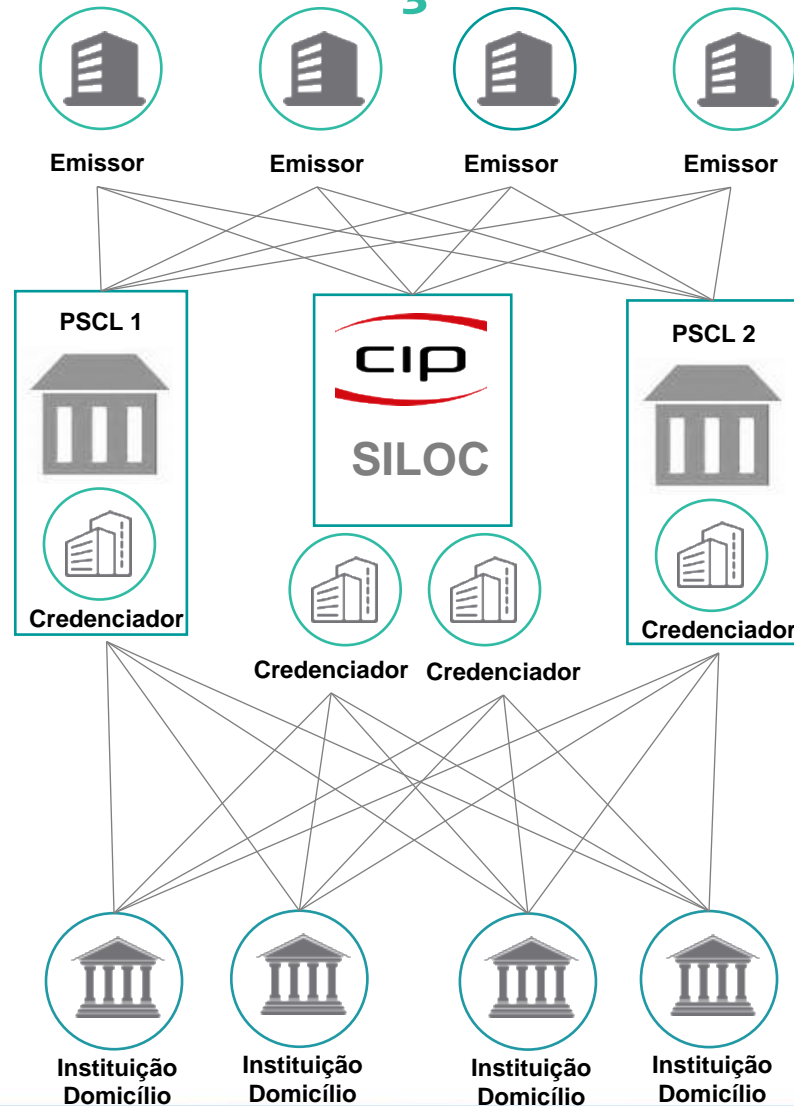 3
Emissor
Emissor
Emissor
Emissor
PSCL 1
cip
SILOC
PSCL 2
Credenciador
Credenciador
Credenciador
Credenciador
Instituição
Domicílio
Instituição
Domicílio
Instituição
Domicílio
Instituição
Domicílio